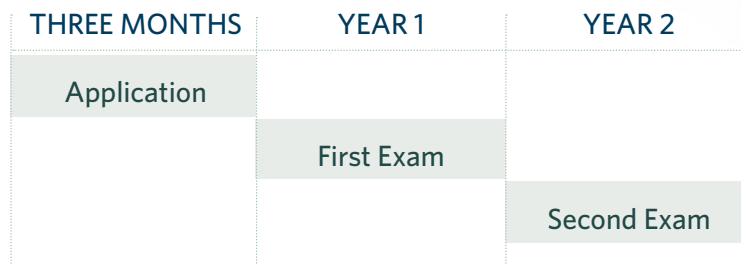 THREE MONTHS YEAR 1 YEAR 2
Application
First Exam
Second Exam